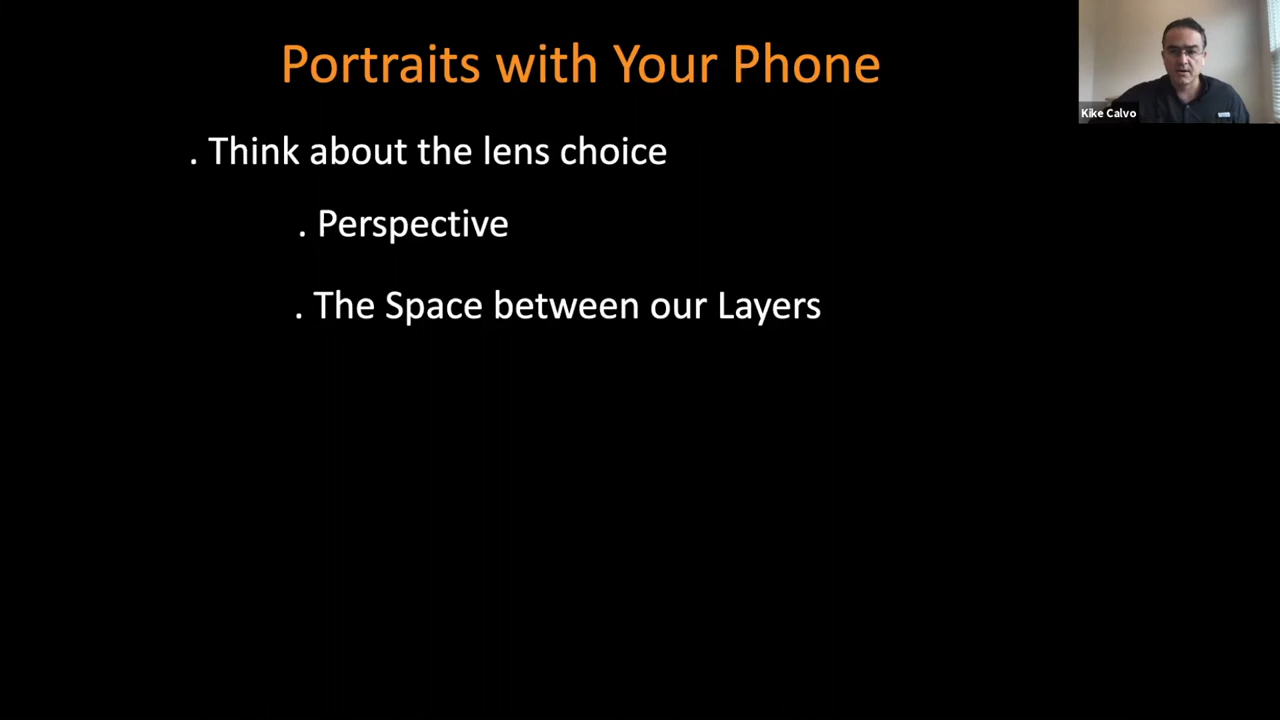 Portraits with Your Phone
Kike Calvo
. Think about the lens choice
. Perspective
. The Space between our Layers